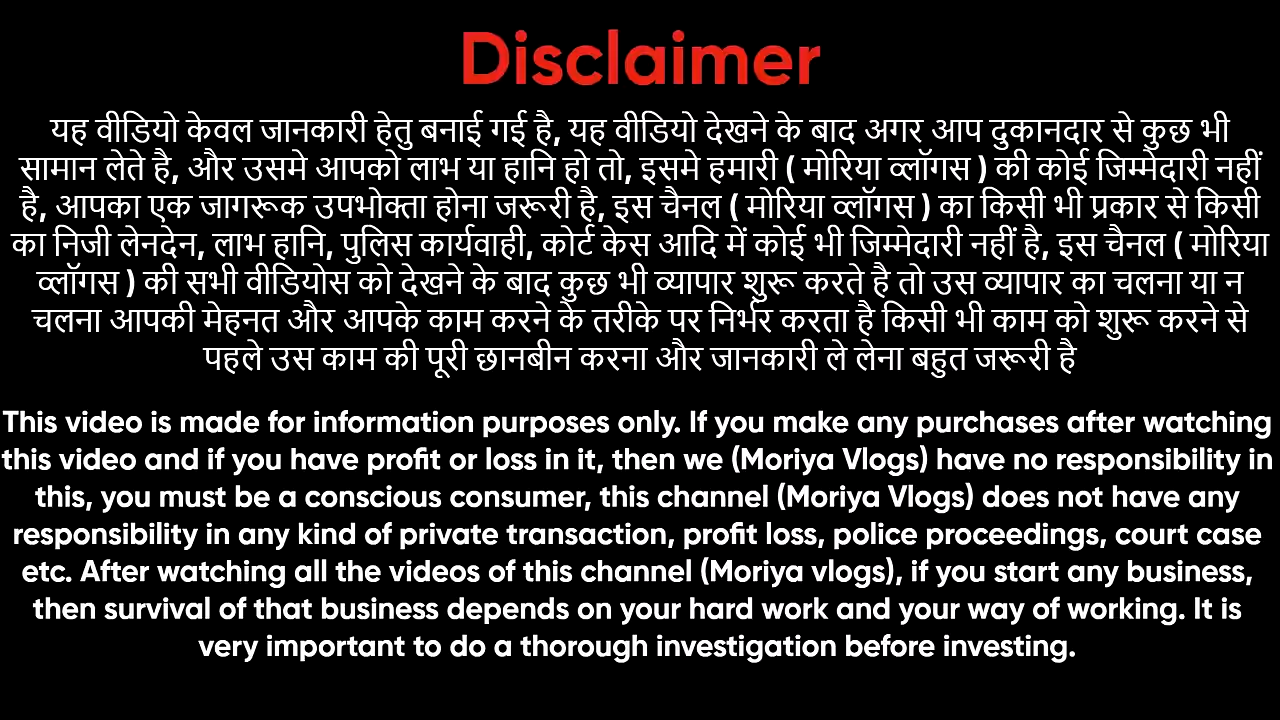 Disclaimer
यह वीडियो केवल जानकारी हेतु बनाई गई है, यह वीडियो देखने के बाद अगर आप दुकानदार से कुछ भी
सामान लेते है, और उसमे आपको लाभ या हानि हो तो, इसमे हमारी ( मोरिया व्लॉगस ) की कोई जिम्मेदारी नहीं
है, आपका एक जागरूक उपभोक्ता होना जरूरी है, इस चैनल ( मोरिया व्लॉगस ) का किसी भी प्रकार से किसी
का निजी लेनदेन, लाभ हानि, पुलिस कार्यवाही, कोर्ट केस आदि में कोई भी जिम्मेदारी नहीं है, इस चैनल ( मोरिया
व्लॉगस ) की सभी वीडियोस को देखने के बाद कुछ भी व्यापार शुरू करते है तो उस व्यापार का चलना या न
चलना आपकी मेहनत और आपके काम करने के तरीके पर निर्भर करता है किसी भी काम को शुरू करने से
पहले उस काम की पूरी छानबीन करना और जानकारी ले लेना बहुत जरूरी है
This video is made for information purposes only. If you make any purchases after watching
this video and if you have profit or loss in it, then we (Moriya Vlogs) have no responsibility in
this, you must be a conscious consumer, this channel (Moriya Vlogs) does not have any
responsibility in any kind of private transaction, profit loss, police proceedings, court case
etc. After watching all the videos of this channel (Moriya vlogs), if you start any business,
then survival of that business depends on your hard work and your way of working. It is
very important to do a thorough investigation before investing.